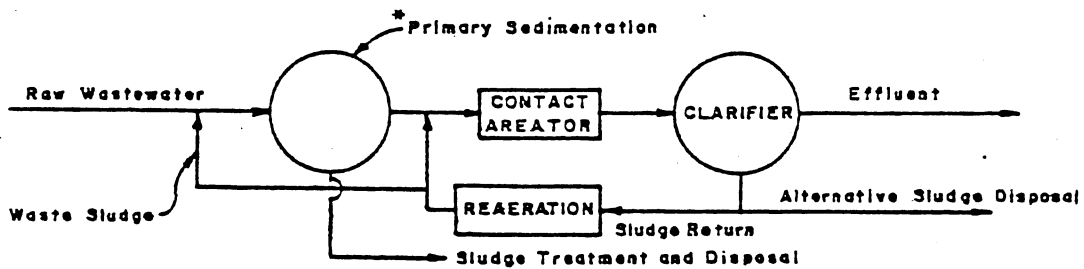 *Primary Sedimentation
Raw Wastewater
CONTACT
AREATOR
CLARIFIER
Effluent
Waste Sludge
REAERATION
Sludge Return
Alternative Sludge Disposal
Sludge Treatment and Disposal